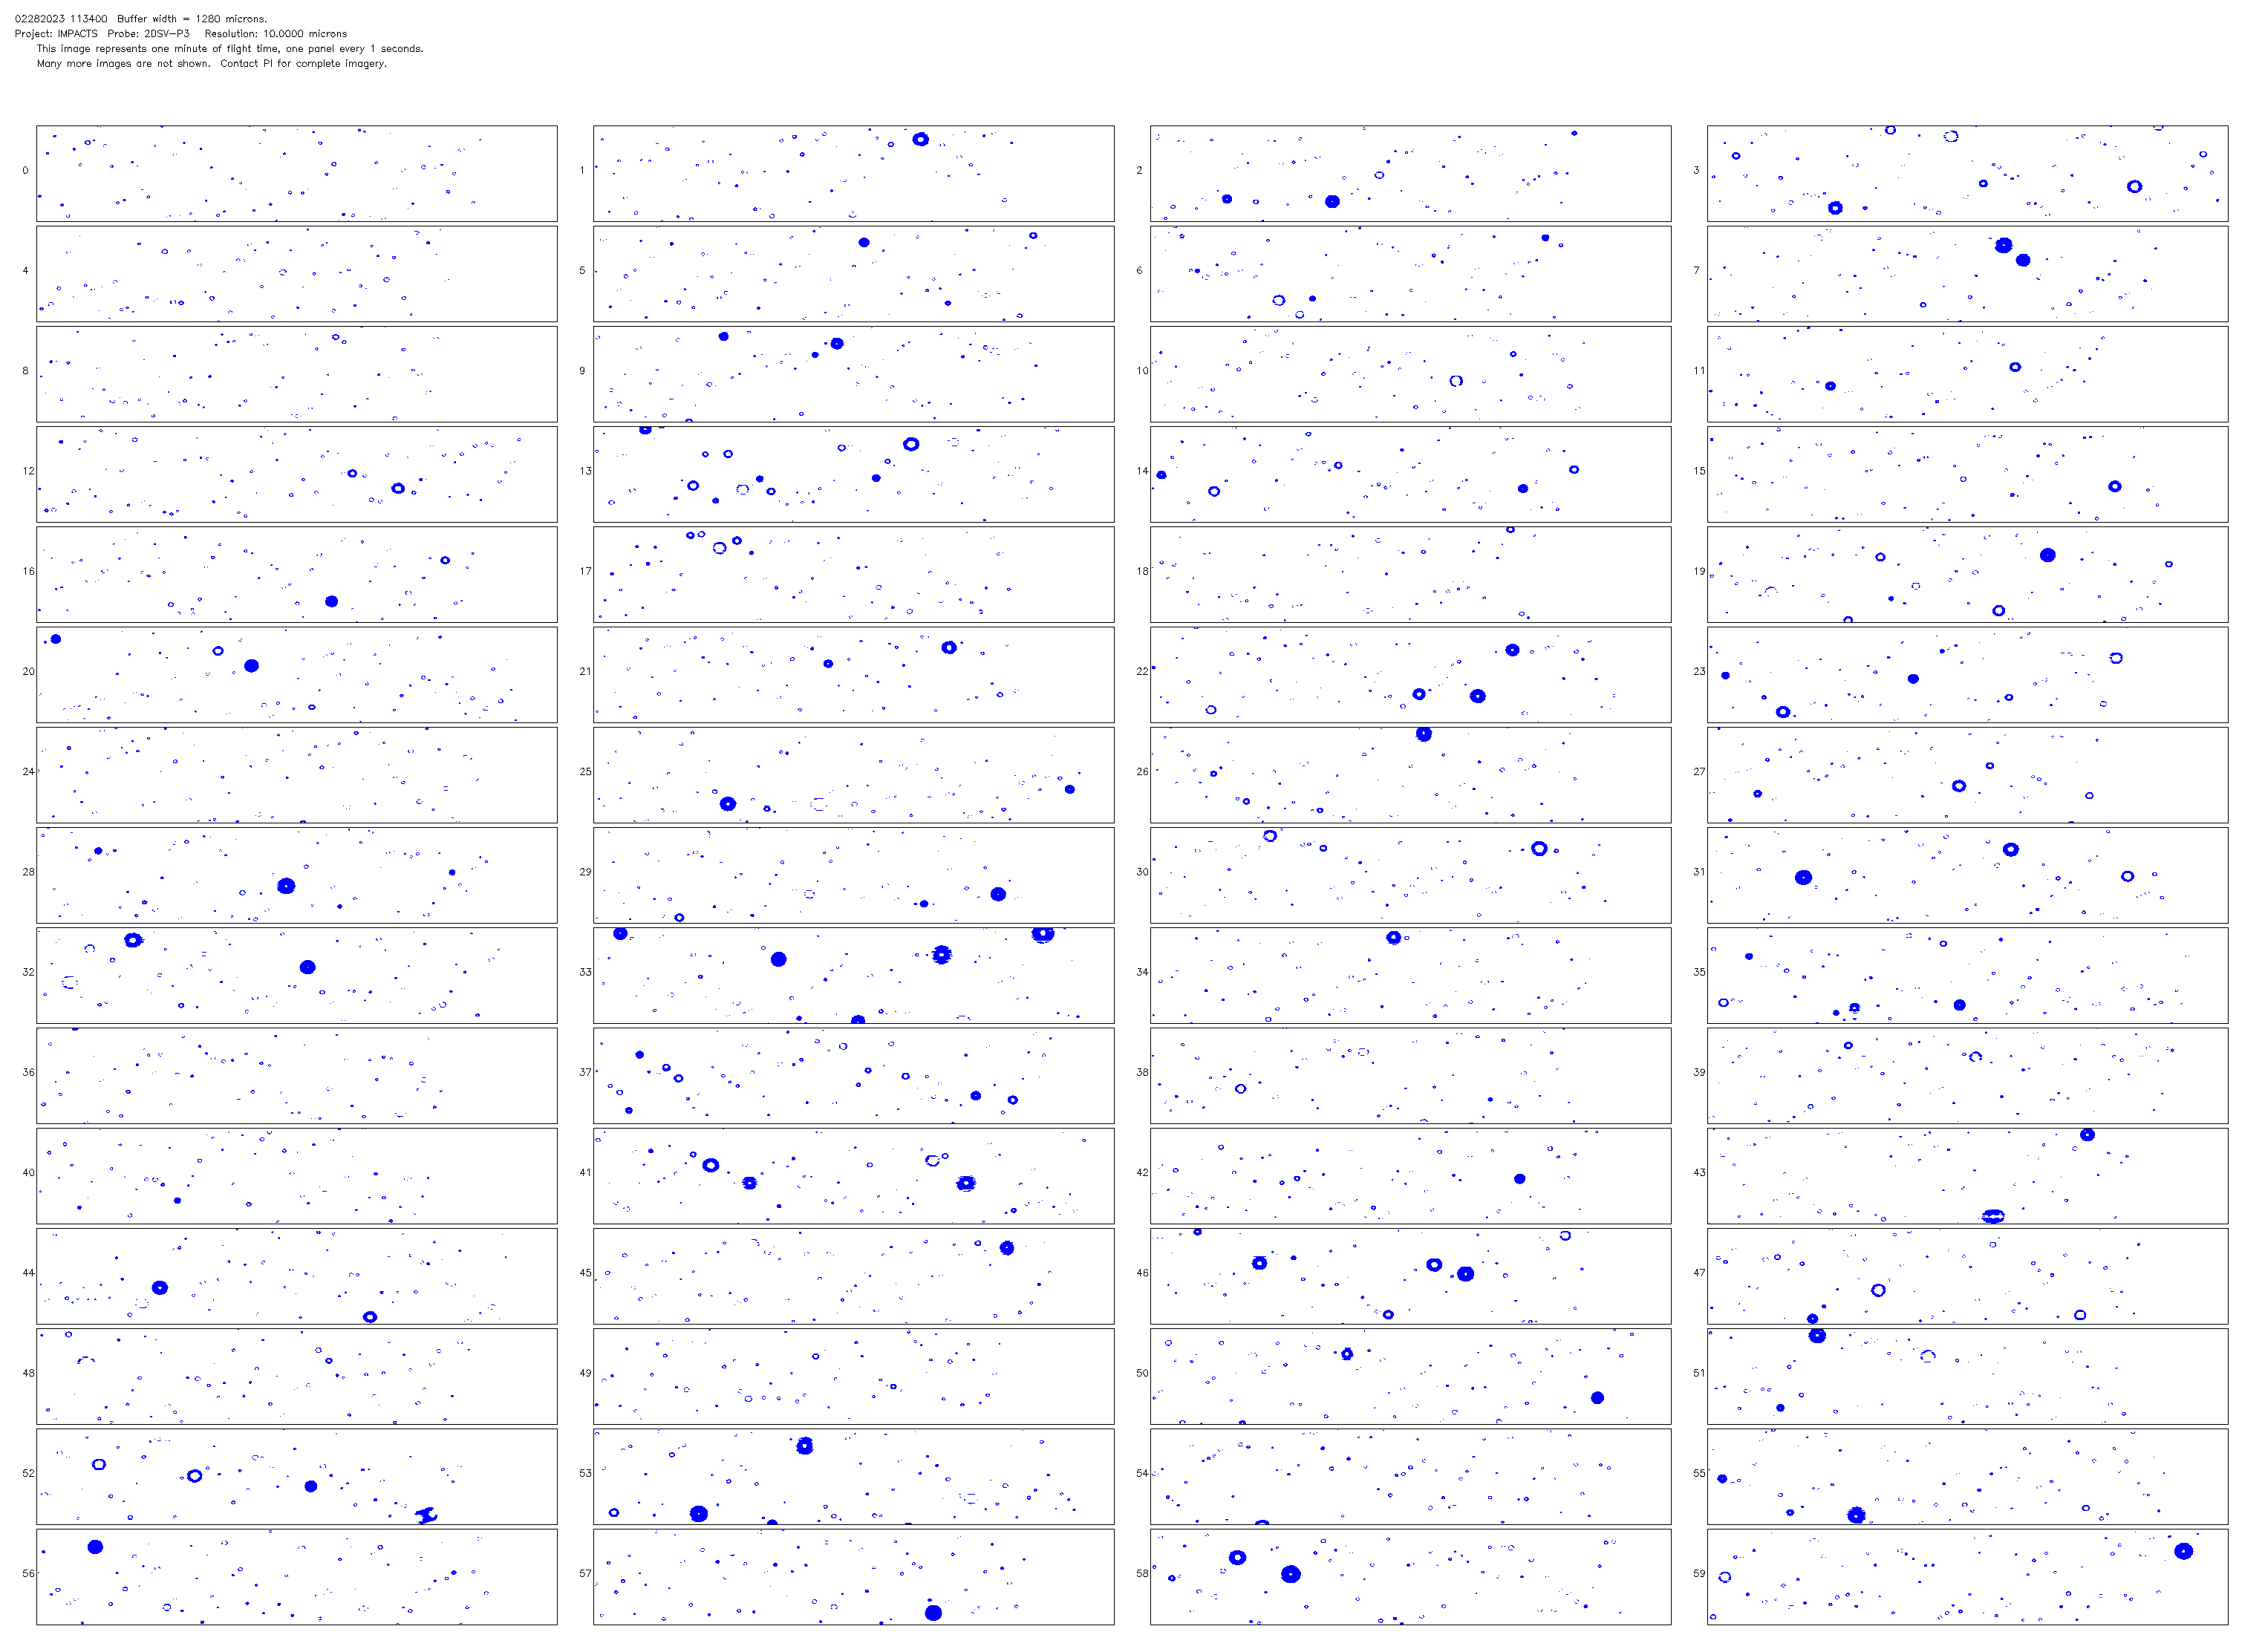 02282023 113400  Buffer width = 1280 microns.
Project: IMPACTS  Probe: 2DSV-P3  Resolution: 10.0000 microns
This image represents one minute of flight time, one panel every 1 seconds.
Many more images are not shown.  Contact PI for complete imagery.
0 1 2 3
4 5 6 7
8 9 10 11
12 13 14 15
16 17 18 19
20 21 22 23
24 25 26 27
28 29 30 31
32 33 34 35
36 37 38 39
40 41 42 43
44 45 46 47
48 49 50 51
52 53 54 55
56 57 58 59